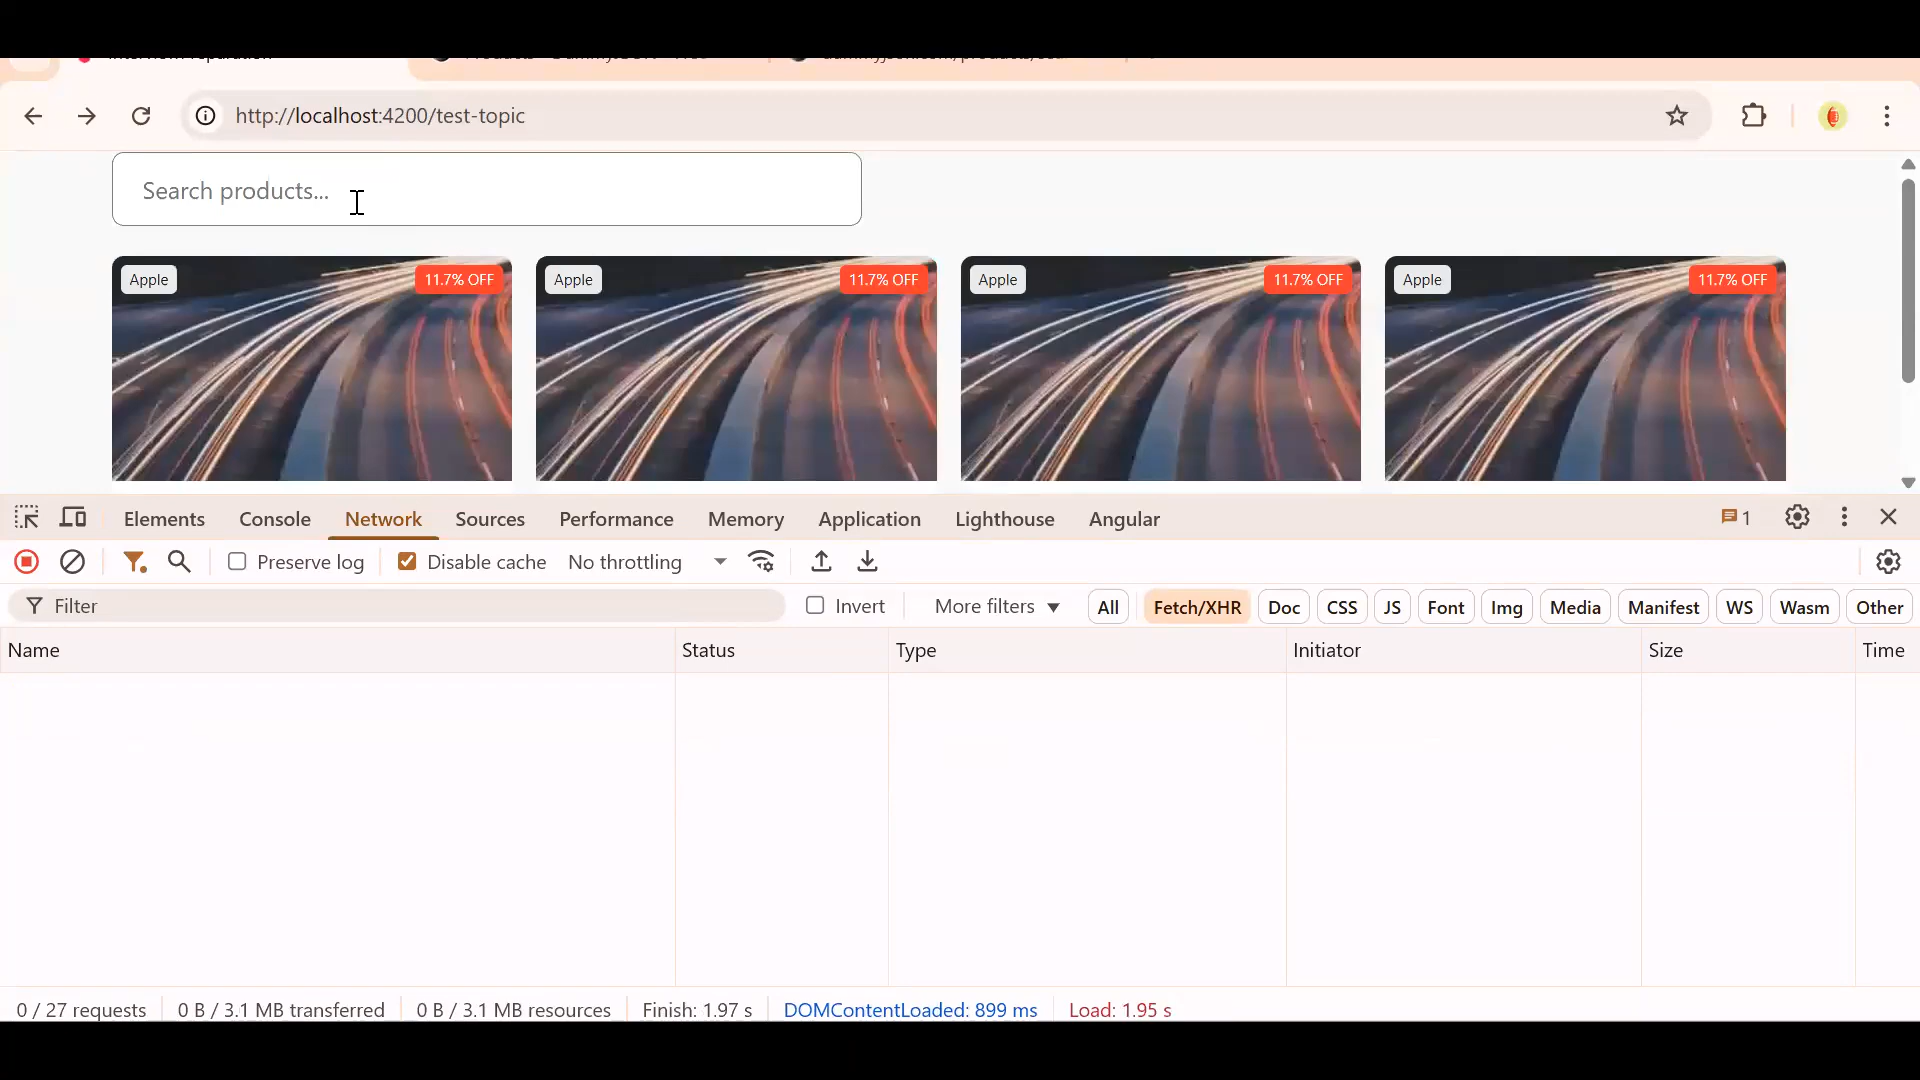 http://localhost:4200/test-topic
Search products...
Apple 11.7% OFF Apple 11.7% OFF Apple 11.7% OFF Apple 11.7% OFF
Elements Console Network Sources Performance Memory Application Lighthouse Angular 1
Preserve log Disable cache No throttling
Filter Invert More filters All Fetch/XHR Doc CSS JS Font Img Media Manifest WS Wasm Other
Name Status Type Initiator Size Time
0 / 27 requests 0 B / 3.1 MB transferred 0 B / 3.1 MB resources Finish: 1.97 s DOMContentLoaded: 899 ms Load: 1.95 s